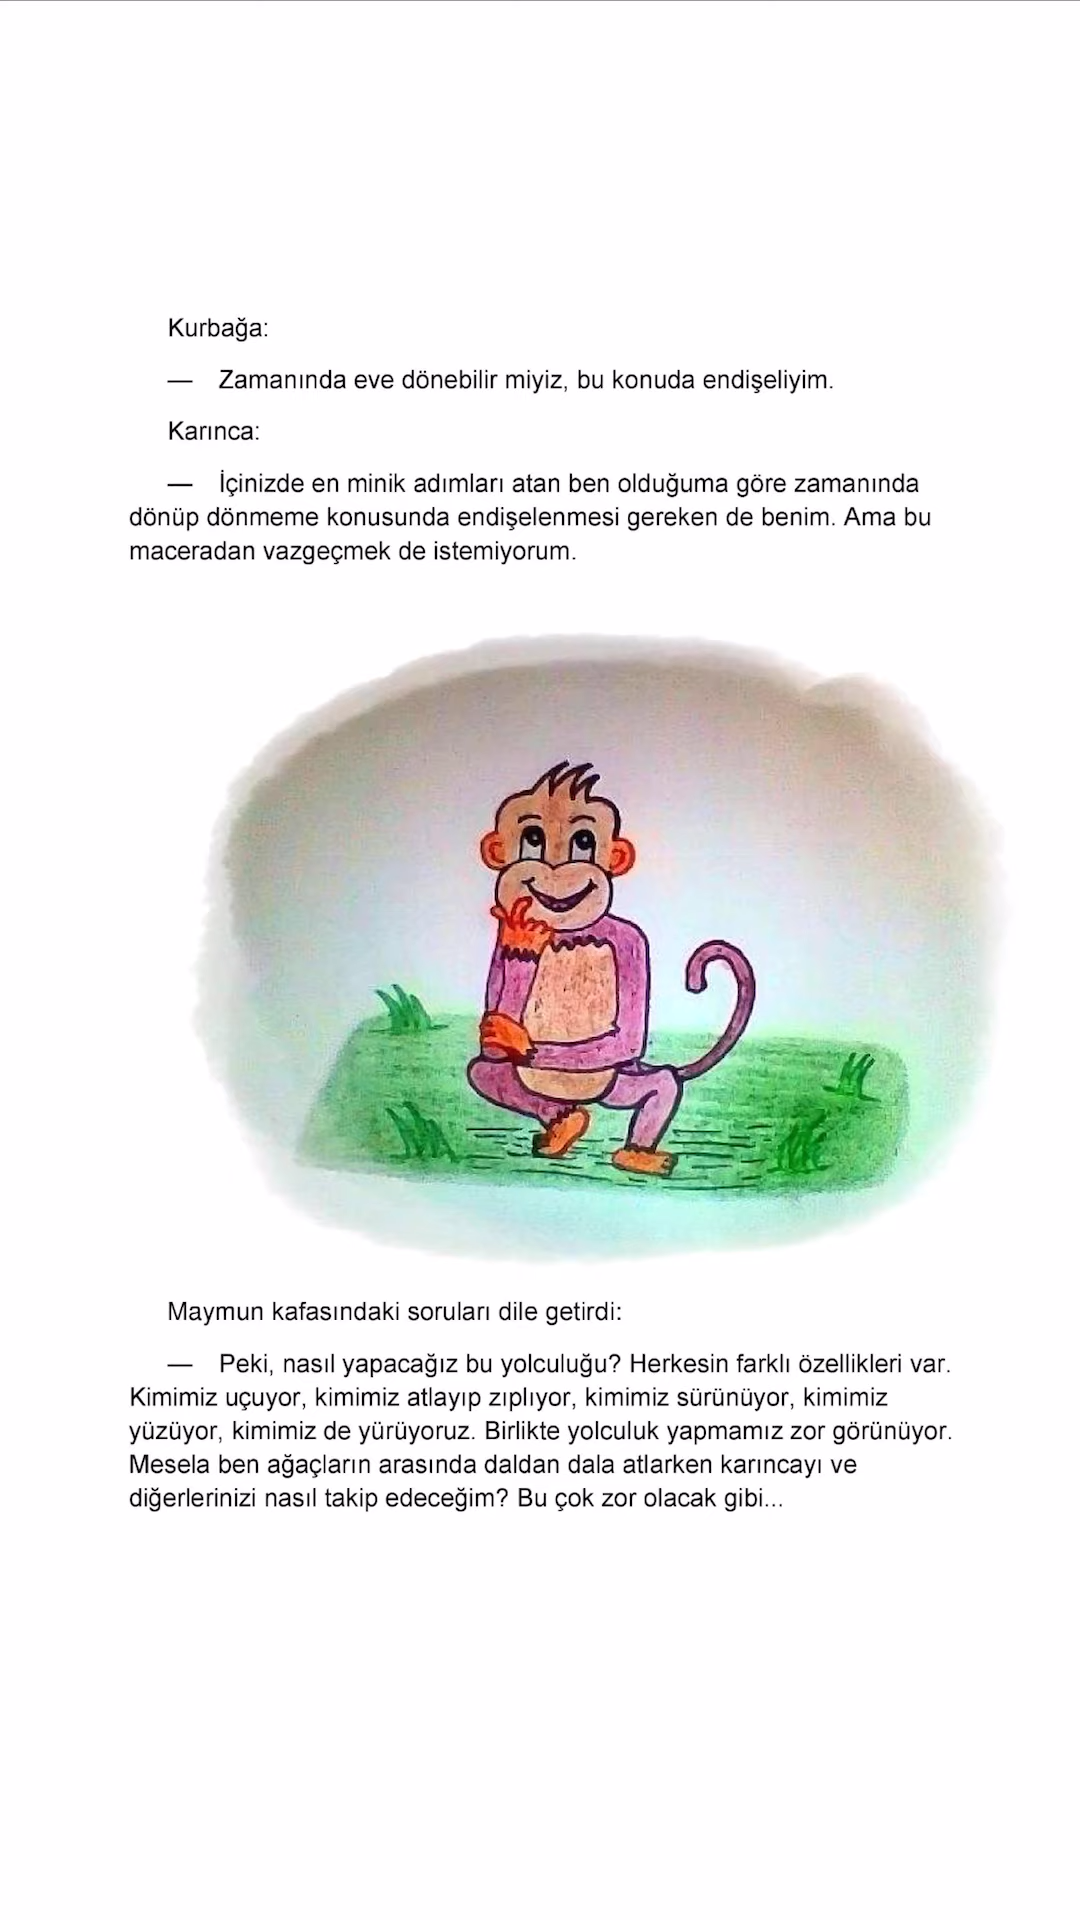 Kurbağa:
— Zamanında eve dönebilir miyiz, bu konuda endişeliyim.
Karınca:
— İçinizde en minik adımları atan ben olduğuma göre zamanında
dönüp dönmeme konusunda endişelenmesi gereken de benim. Ama bu
maceradan vazgeçmek de istemiyorum.
Maymun kafasındaki soruları dile getirdi:
— Peki, nasıl yapacağız bu yolculuğu? Herkesin farklı özellikleri var.
Kimimiz uçuyor, kimimiz atlayıp zıplıyor, kimimiz sürünüyor, kimimiz
yüzüyor, kimimiz de yürüyoruz. Birlikte yolculuk yapmamız zor görünüyor.
Mesela ben ağaçların arasında daldan dala atlarken karıncayı ve
diğerlerinizi nasıl takip edeceğim? Bu çok zor olacak gibi...